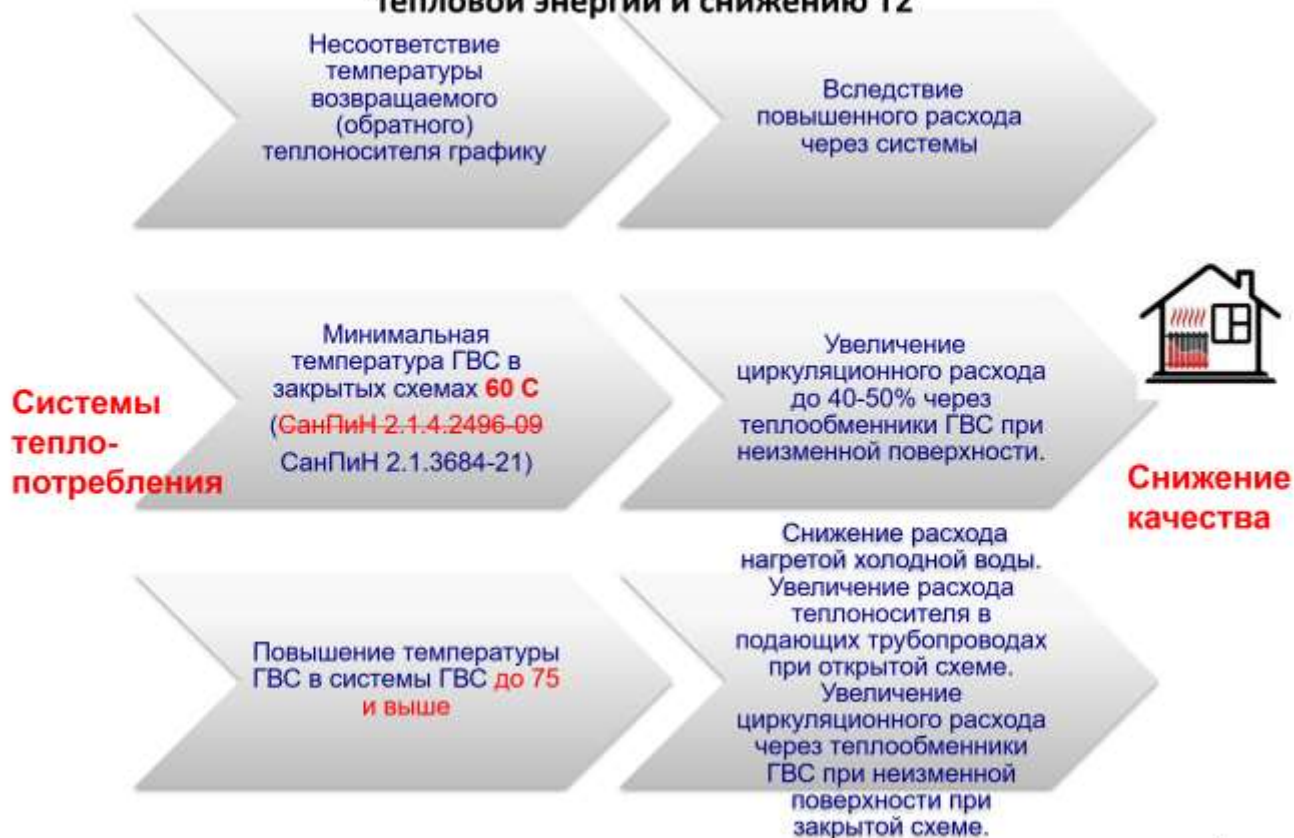 тепловой энергии и снижению Т2
Несоответствие
температуры
возвращаемого
(обратного)
теплоносителя графику
Вследствие
повышенного расхода
через системы
Системы
тепло-
потребления
Минимальная
температура ГВС в
закрытых схемах 60 С
(СанПиН 2.1.4.2496-09
СанПиН 2.1.3684-21)
Увеличение
циркуляционного расхода
до 40-50% через
теплообменники ГВС при
неизменной поверхности.
Снижение
качества
Повышение температуры
ГВС в системы ГВС до 75
и выше
Снижение расхода
нагретой холодной воды.
Увеличение расхода
теплоносителя в
подающих трубопроводах
при открытой схеме.
Увеличение
циркуляционного расхода
через теплообменники
ГВС при неизменной
поверхности при
закрытой схеме.